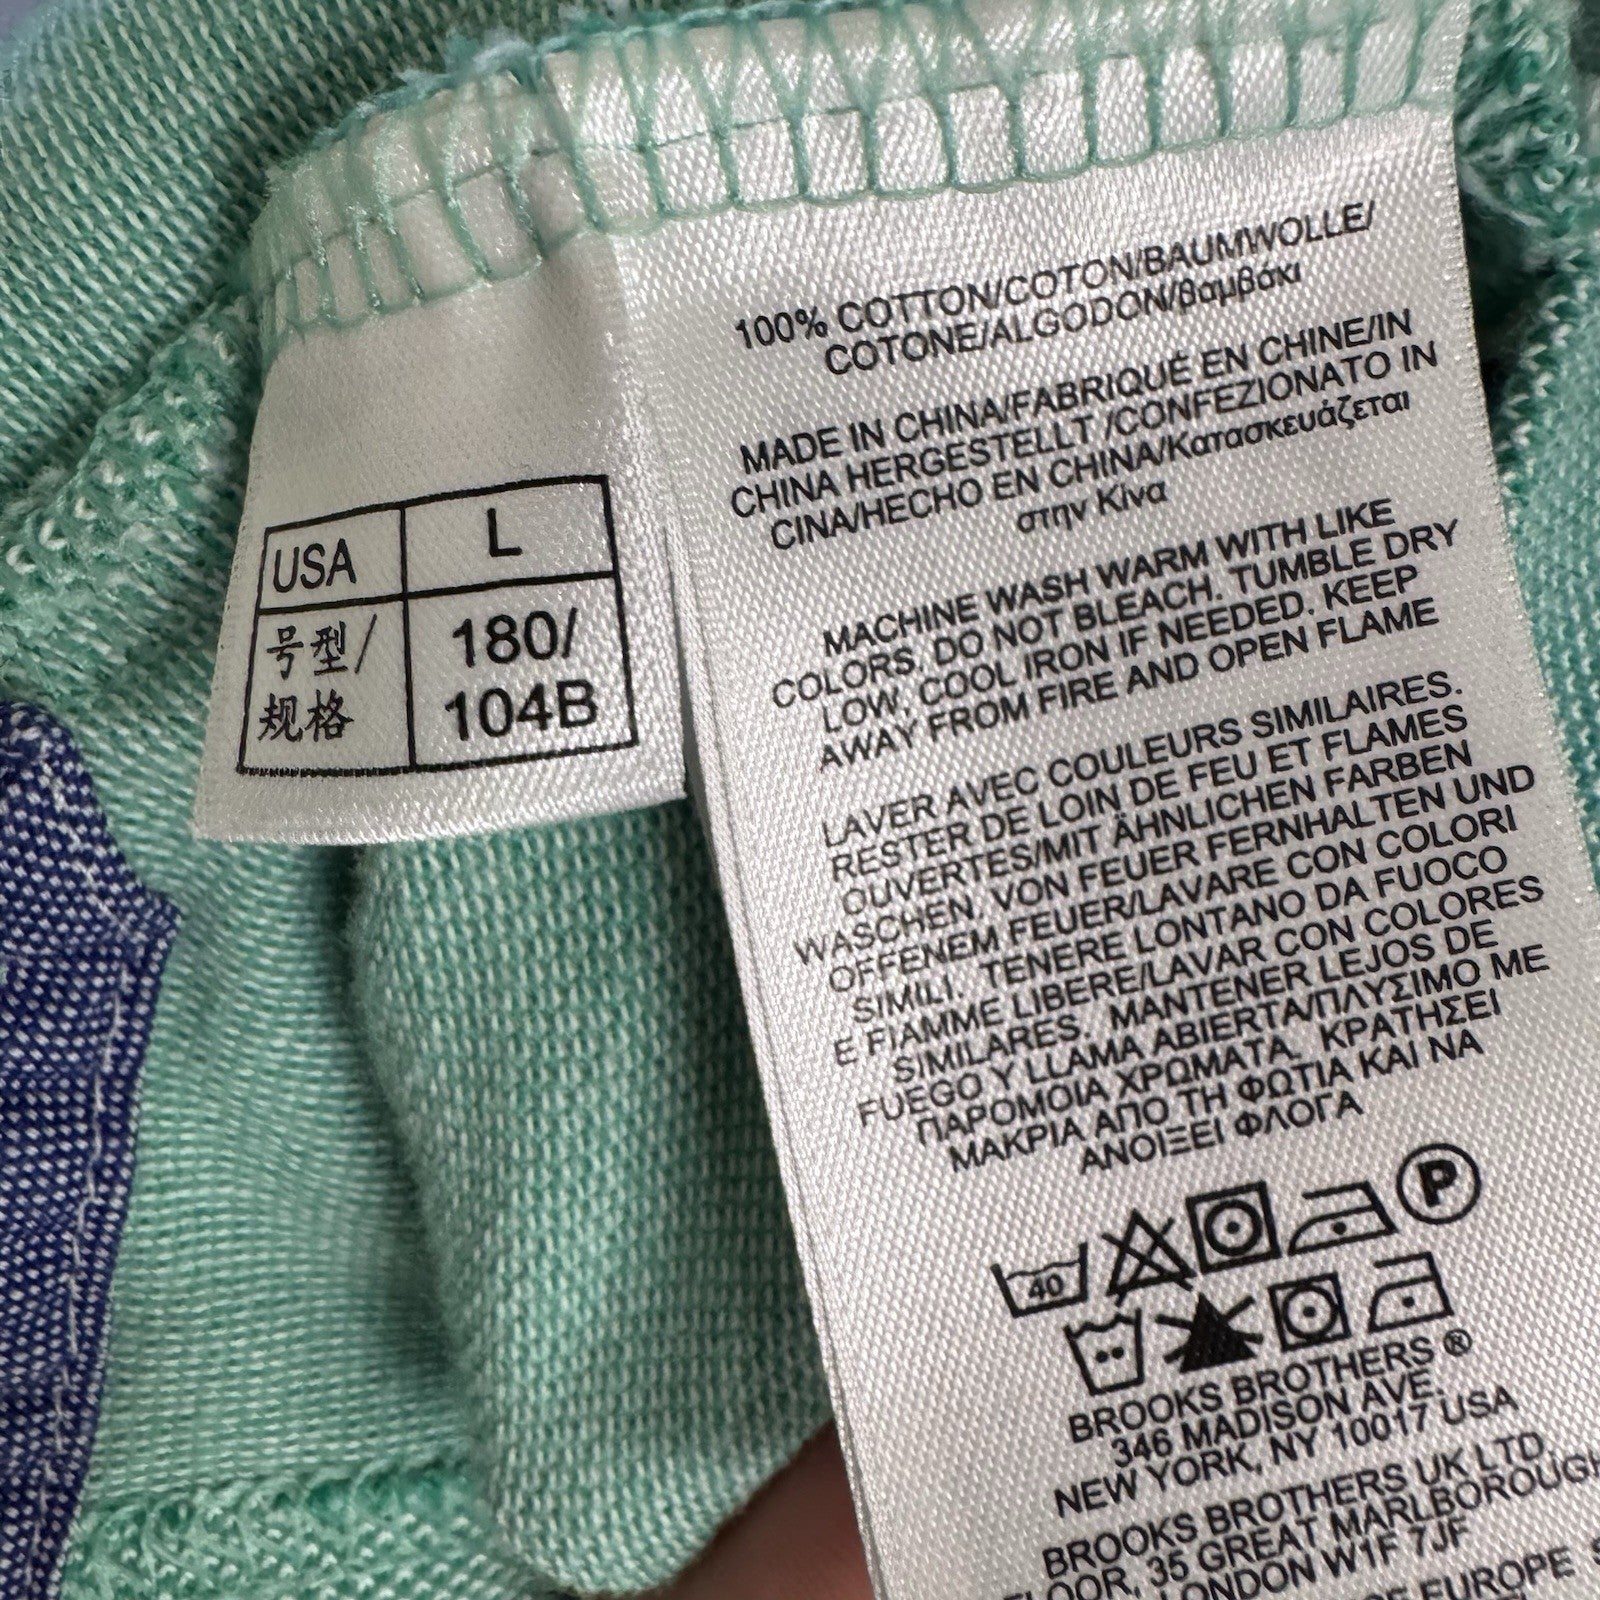 USA L
号型/ 180/
规格 104B
100% COTTON/COTON/BAUMWOLLE/
COTONE/ALGODON/βαμβάκι
MADE IN CHINA/FABRIQUÉ EN CHINE/IN
CHINA HERGESTELLT /CONFEZIONATO IN
CINA/HECHO EN CHINA/Κατασκευάζεται
στην Κίνα
MACHINE WASH WARM WITH LIKE
COLORS. DO NOT BLEACH. TUMBLE DRY
LOW, COOL IRON IF NEEDED. KEEP
AWAY FROM FIRE AND OPEN FLAME
LAVER AVEC COULEURS SIMILAIRES.
RESTER DE LOIN DE FEU ET FLAMES
OUVERTES/MIT ÄHNLICHEN FARBEN
WASCHEN. VON FEUER FERNHALTEN UND
OFFENEM FEUER/LAVARE CON COLORI
SIMILI. TENERE LONTANO DA FUOCO
E FIAMME LIBERE/LAVAR CON COLORES
SIMILARES. MANTENER LEJOS DE
FUEGO Y LLAMA ABIERTA/ΠΛΥΣΙΜΟ ΜΕ
ΠΑΡΟΜΟΙΑ ΧΡΩΜΑΤΑ. ΚΡΑΤΗΣΕΙ
ΜΑΚΡΙΑ ΑΠΟ ΤΗ ΦΩΤΙΑ ΚΑΙ ΝΑ
ΑΝΟΙΞΕΙ ΦΛΟΓΑ
40 P
BROOKS BROTHERS ®
346 MADISON AVE.
NEW YORK, NY 10017 USA
BROOKS BROTHERS UK LTD.
FLOOR, 35 GREAT MARLBOROUGH
LONDON W1F 7JF
EUROPE